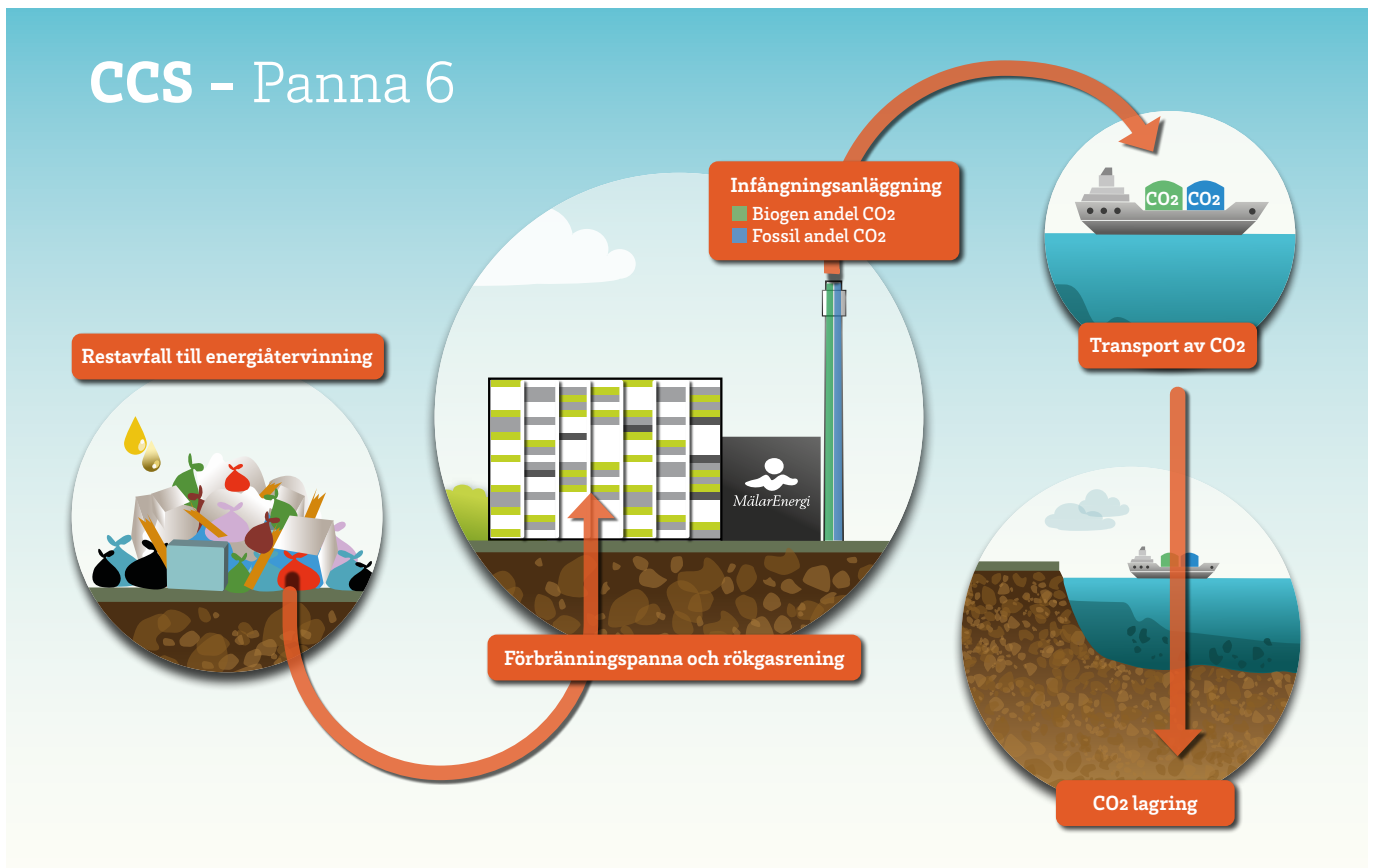 CCS – Panna 6
Infångningsanläggning
Biogen andel CO2
Fossil andel CO2
CO2 CO2
Transport av CO2
Restavfall till energiåtervinning
MälarEnergi
Förbränningspanna och rökgasrening
CO2 lagring